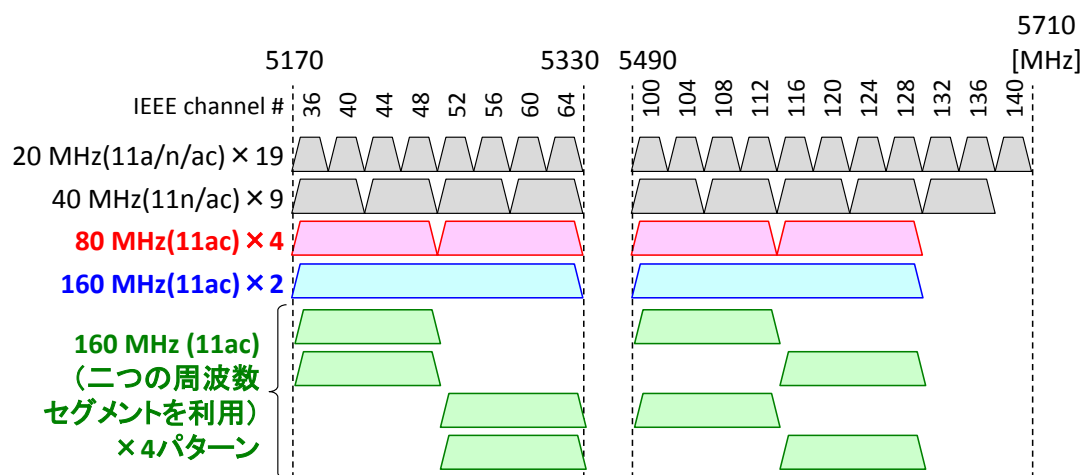 5710
5170 5330 5490 [MHz]
IEEE channel # 36 40 44 48 52 56 60 64 100 104 108 112 116 120 124 128 132 136 140
20 MHz(11a/n/ac)×19
40 MHz(11n/ac)×9
80 MHz(11ac)×4
160 MHz(11ac)×2
160 MHz (11ac)
(二つの周波数
セグメントを利用)
×4パターン